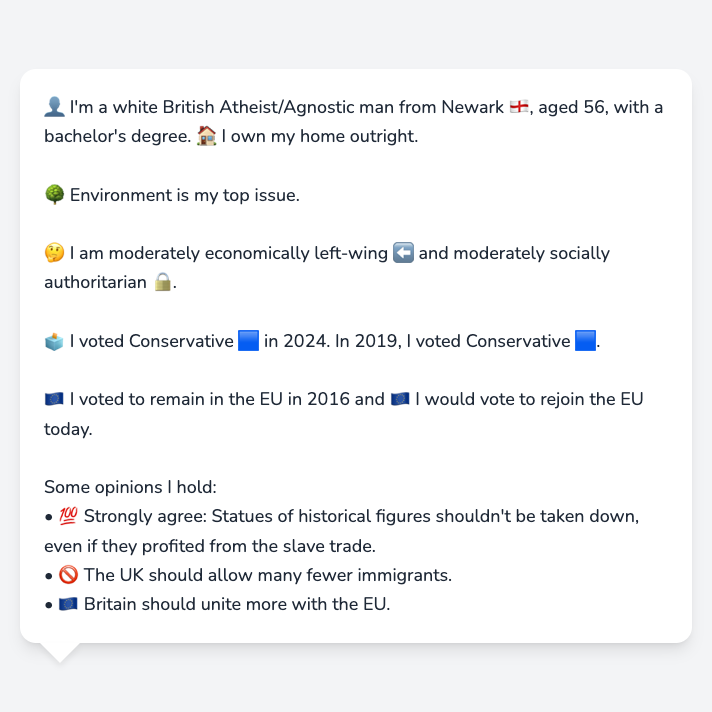 👤 I'm a white British Atheist/Agnostic man from Newark 🏴󠁧󠁢󠁥󠁮󠁧󠁿, aged 56, with a
bachelor's degree. 🏠 I own my home outright.
🌳 Environment is my top issue.
🤔 I am moderately economically left-wing ⬅️ and moderately socially
authoritarian 🔒.
🗳️ I voted Conservative 🟦 in 2024. In 2019, I voted Conservative 🟦.
🇪🇺 I voted to remain in the EU in 2016 and 🇪🇺 I would vote to rejoin the EU
today.
Some opinions I hold:
• 💯 Strongly agree: Statues of historical figures shouldn't be taken down,
even if they profited from the slave trade.
• 🚫 The UK should allow many fewer immigrants.
• 🇪🇺 Britain should unite more with the EU.